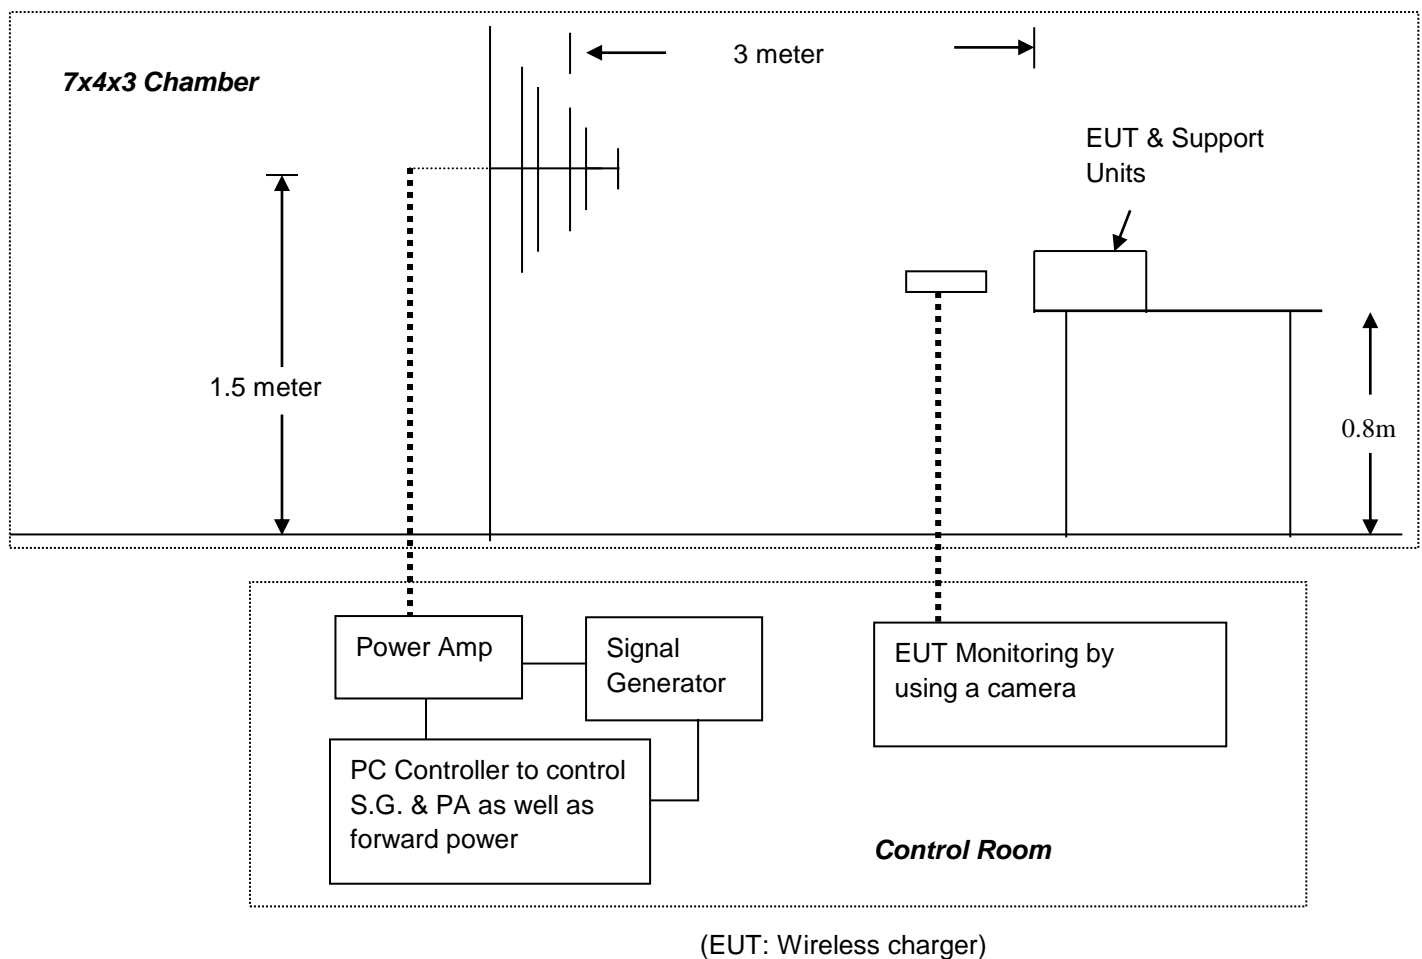 3 meter
7x4x3 Chamber
EUT & Support
Units
1.5 meter
0.8m
Power Amp
Signal
Generator
EUT Monitoring by
using a camera
PC Controller to control
S.G. & PA as well as
forward power
Control Room
(EUT: Wireless charger)